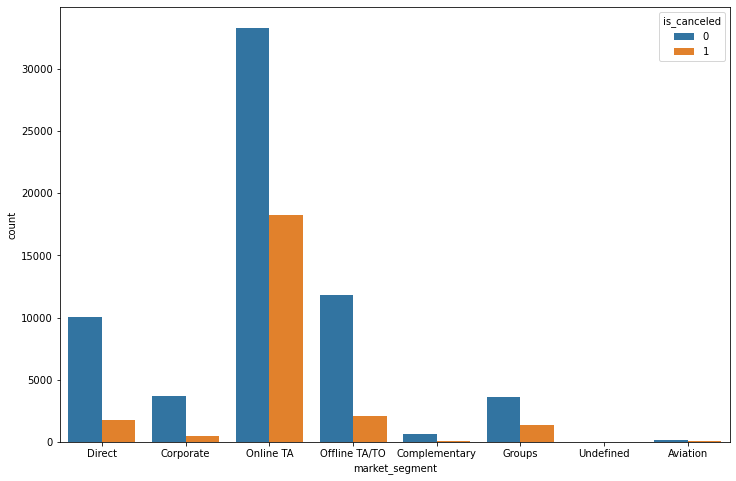 is_canceled
0
1
30000
25000
20000
15000
10000
5000
0
count
Direct Corporate Online TA Offline TA/TO Complementary Groups Undefined Aviation
market_segment